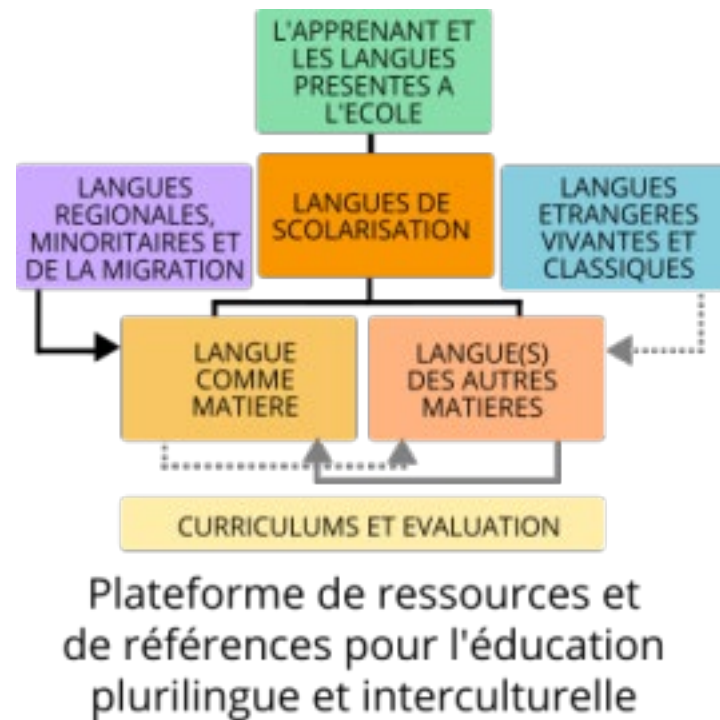 L'APPRENANT ET
LES LANGUES
PRESENTES A
L'ECOLE
LANGUES
REGIONALES,
MINORITAIRES ET
DE LA MIGRATION
LANGUES DE
SCOLARISATION
LANGUES
ETRANGERES
VIVANTES ET
CLASSIQUES
LANGUE
COMME
MATIERE
LANGUE(S)
DES AUTRES
MATIERES
CURRICULUMS ET EVALUATION
Plateforme de ressources et
de références pour l'éducation
plurilingue et interculturelle